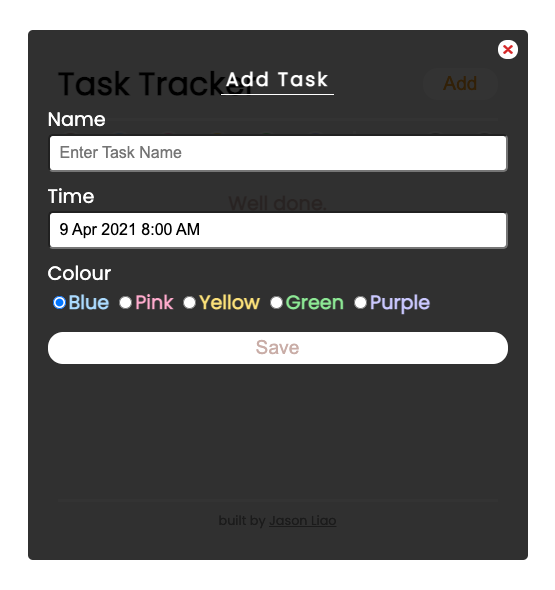 Task Tracker
Add Task
Add
Name
Enter Task Name
Time
Well done.
9 Apr 2021 8:00 AM
Colour
Blue Pink Yellow Green Purple
Save
built by Jason Liao